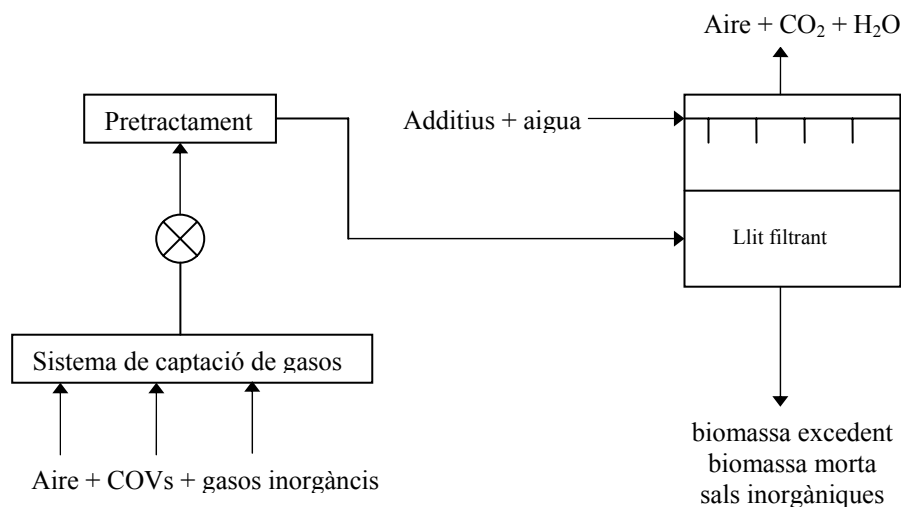 Aire + CO₂ + H₂O
Pretractament
Additius + aigua
Llit filtrant
Sistema de captació de gasos
Aire + COVs + gasos inorgàncis
biomassa excedent
biomassa morta
sals inorgàniques